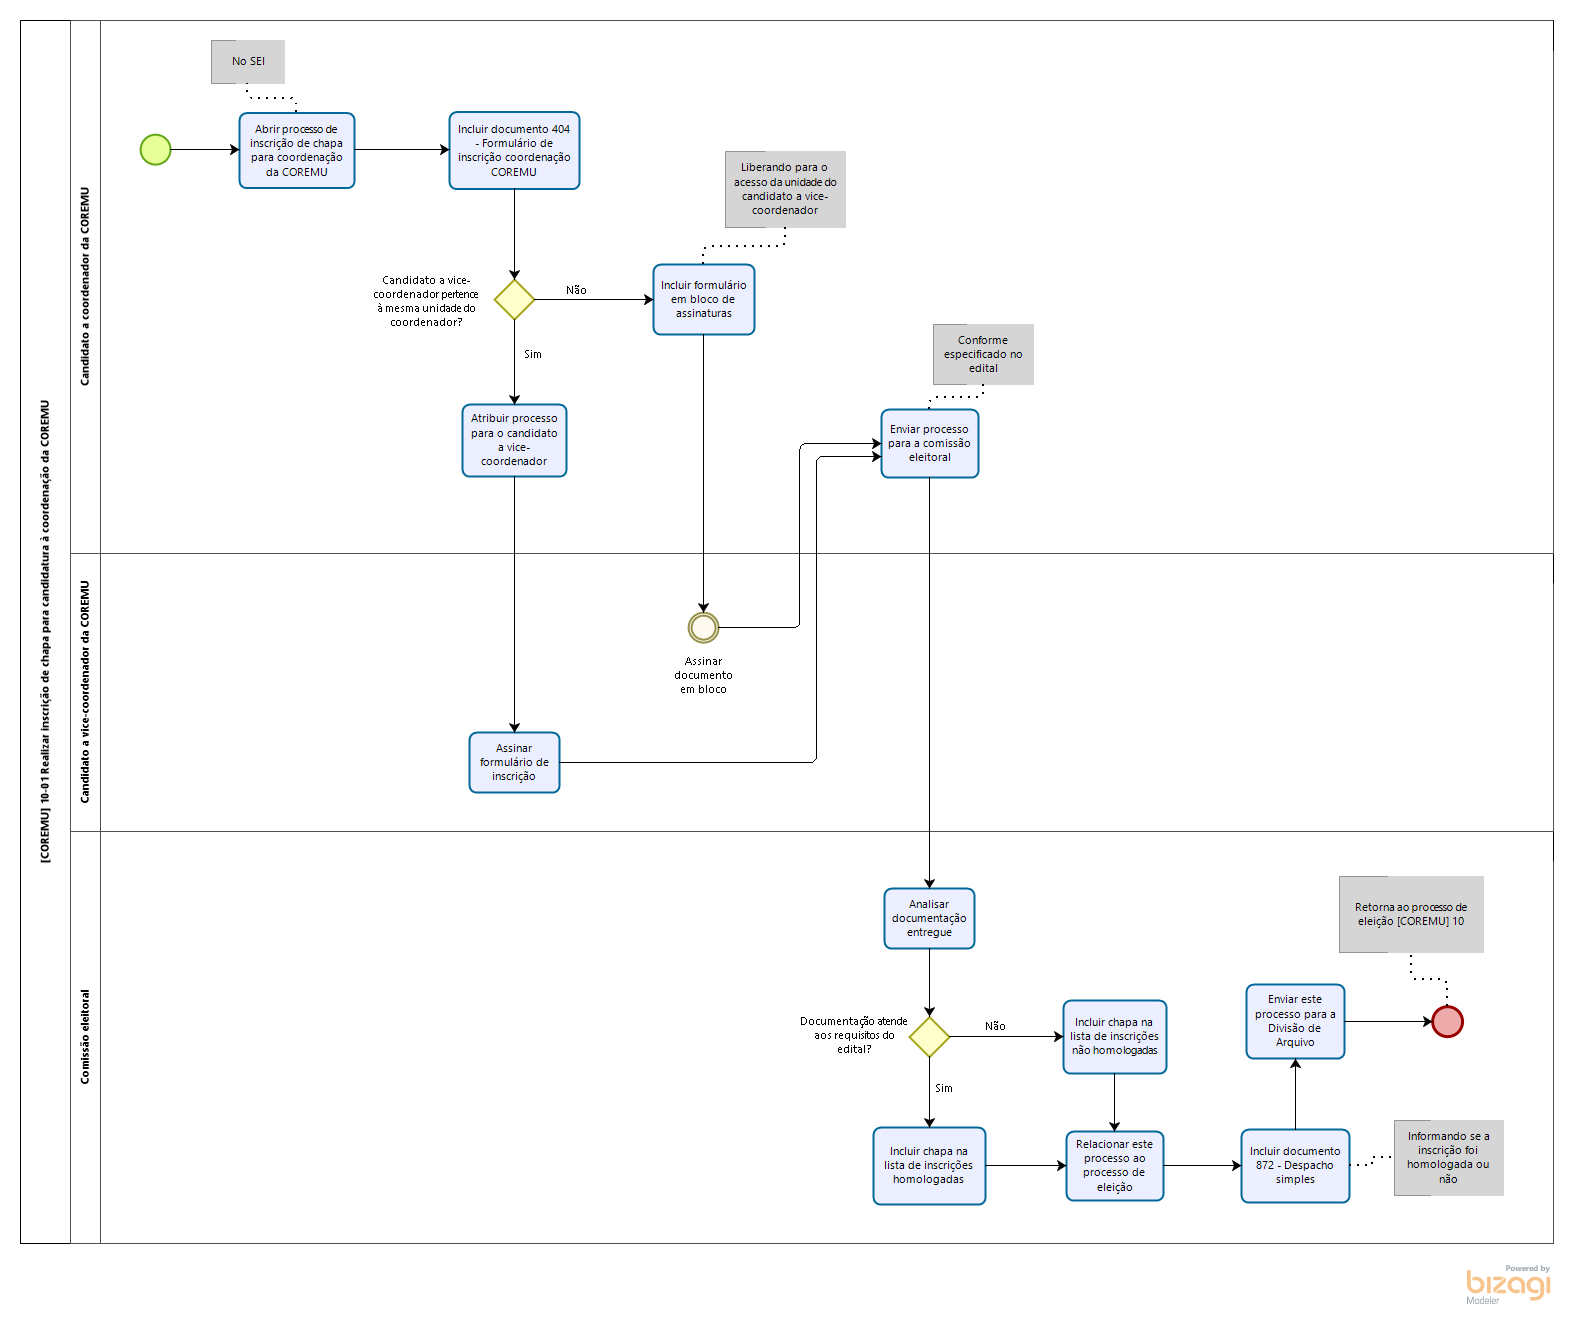 [COREMU] 10-01 Realizar inscrição de chapa para candidatura à coordenação da COREMU
Candidato a coordenador da COREMU
No SEI
Abrir processo de
inscrição de chapa
para coordenação
da COREMU
Incluir documento 404
- Formulário de
inscrição coordenação
COREMU
Liberando para o
acesso da unidade do
candidato a vice-
coordenador
Candidato a vice-
coordenador pertence
à mesma unidade do
coordenador?
Não
Incluir formulário
em bloco de
assinaturas
Sim
Conforme
especificado no
edital
Atribuir processo
para o candidato
a vice-
coordenador
Enviar processo
para a comissão
eleitoral
Candidato a vice-coordenador da COREMU
Assinar
documento
em bloco
Assinar
formulário de
inscrição
Comissão eleitoral
Analisar
documentação
entregue
Retorna ao processo de
eleição [COREMU] 10
Documentação atende
aos requisitos do
edital?
Não
Incluir chapa na
lista de inscrições
não homologadas
Enviar este
processo para a
Divisão de
Arquivo
Sim
Incluir chapa na
lista de inscrições
homologadas
Relacionar este
processo ao
processo de
eleição
Incluir documento
872 - Despacho
simples
Informando se a
inscrição foi
homologada ou
não
Powered by
bizagi
Modeler